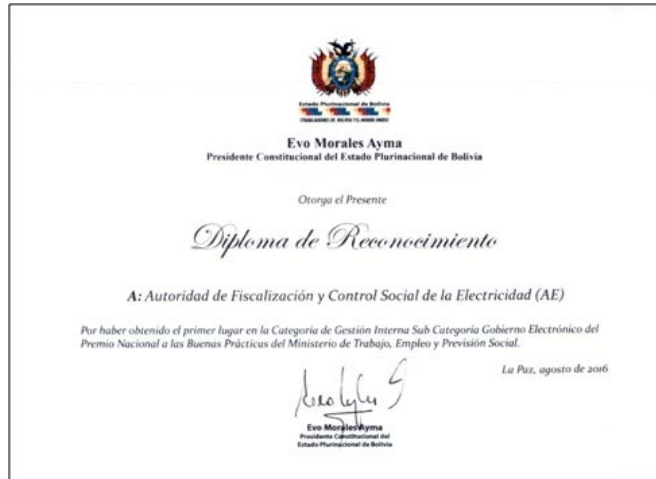 Estado Plurinacional de Bolivia
Evo Morales Ayma
Presidente Constitucional del Estado Plurinacional de Bolivia
Otorga el Presente
Diploma de Reconocimiento
A: Autoridad de Fiscalización y Control Social de la Electricidad (AE)
Por haber obtenido el primer lugar en la Categoría de Gestión Interna Sub Categoría Gobierno Electrónico del
Premio Nacional a las Buenas Prácticas del Ministerio de Trabajo, Empleo y Previsión Social.
La Paz, agosto de 2016
Evo Morales Ayma
Presidente Constitucional del
Estado Plurinacional de Bolivia